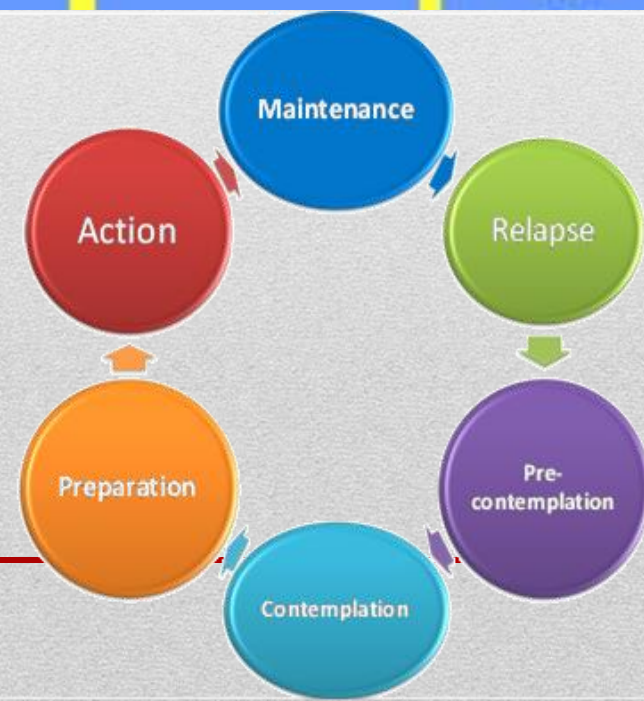 Maintenance
Relapse
Pre-
contemplation
Contemplation
Preparation
Action